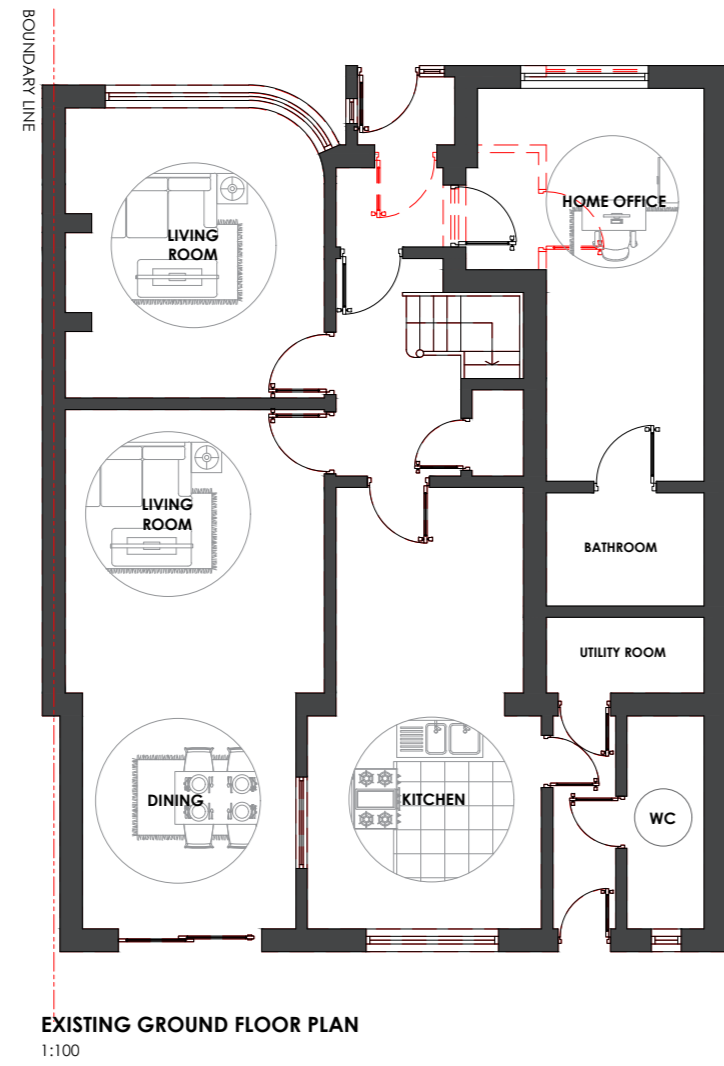 BOUNDARY LINE
HOME OFFICE
LIVING
ROOM
LIVING
ROOM
BATHROOM
UTILITY ROOM
DINING
KITCHEN
WC
EXISTING GROUND FLOOR PLAN
1:100